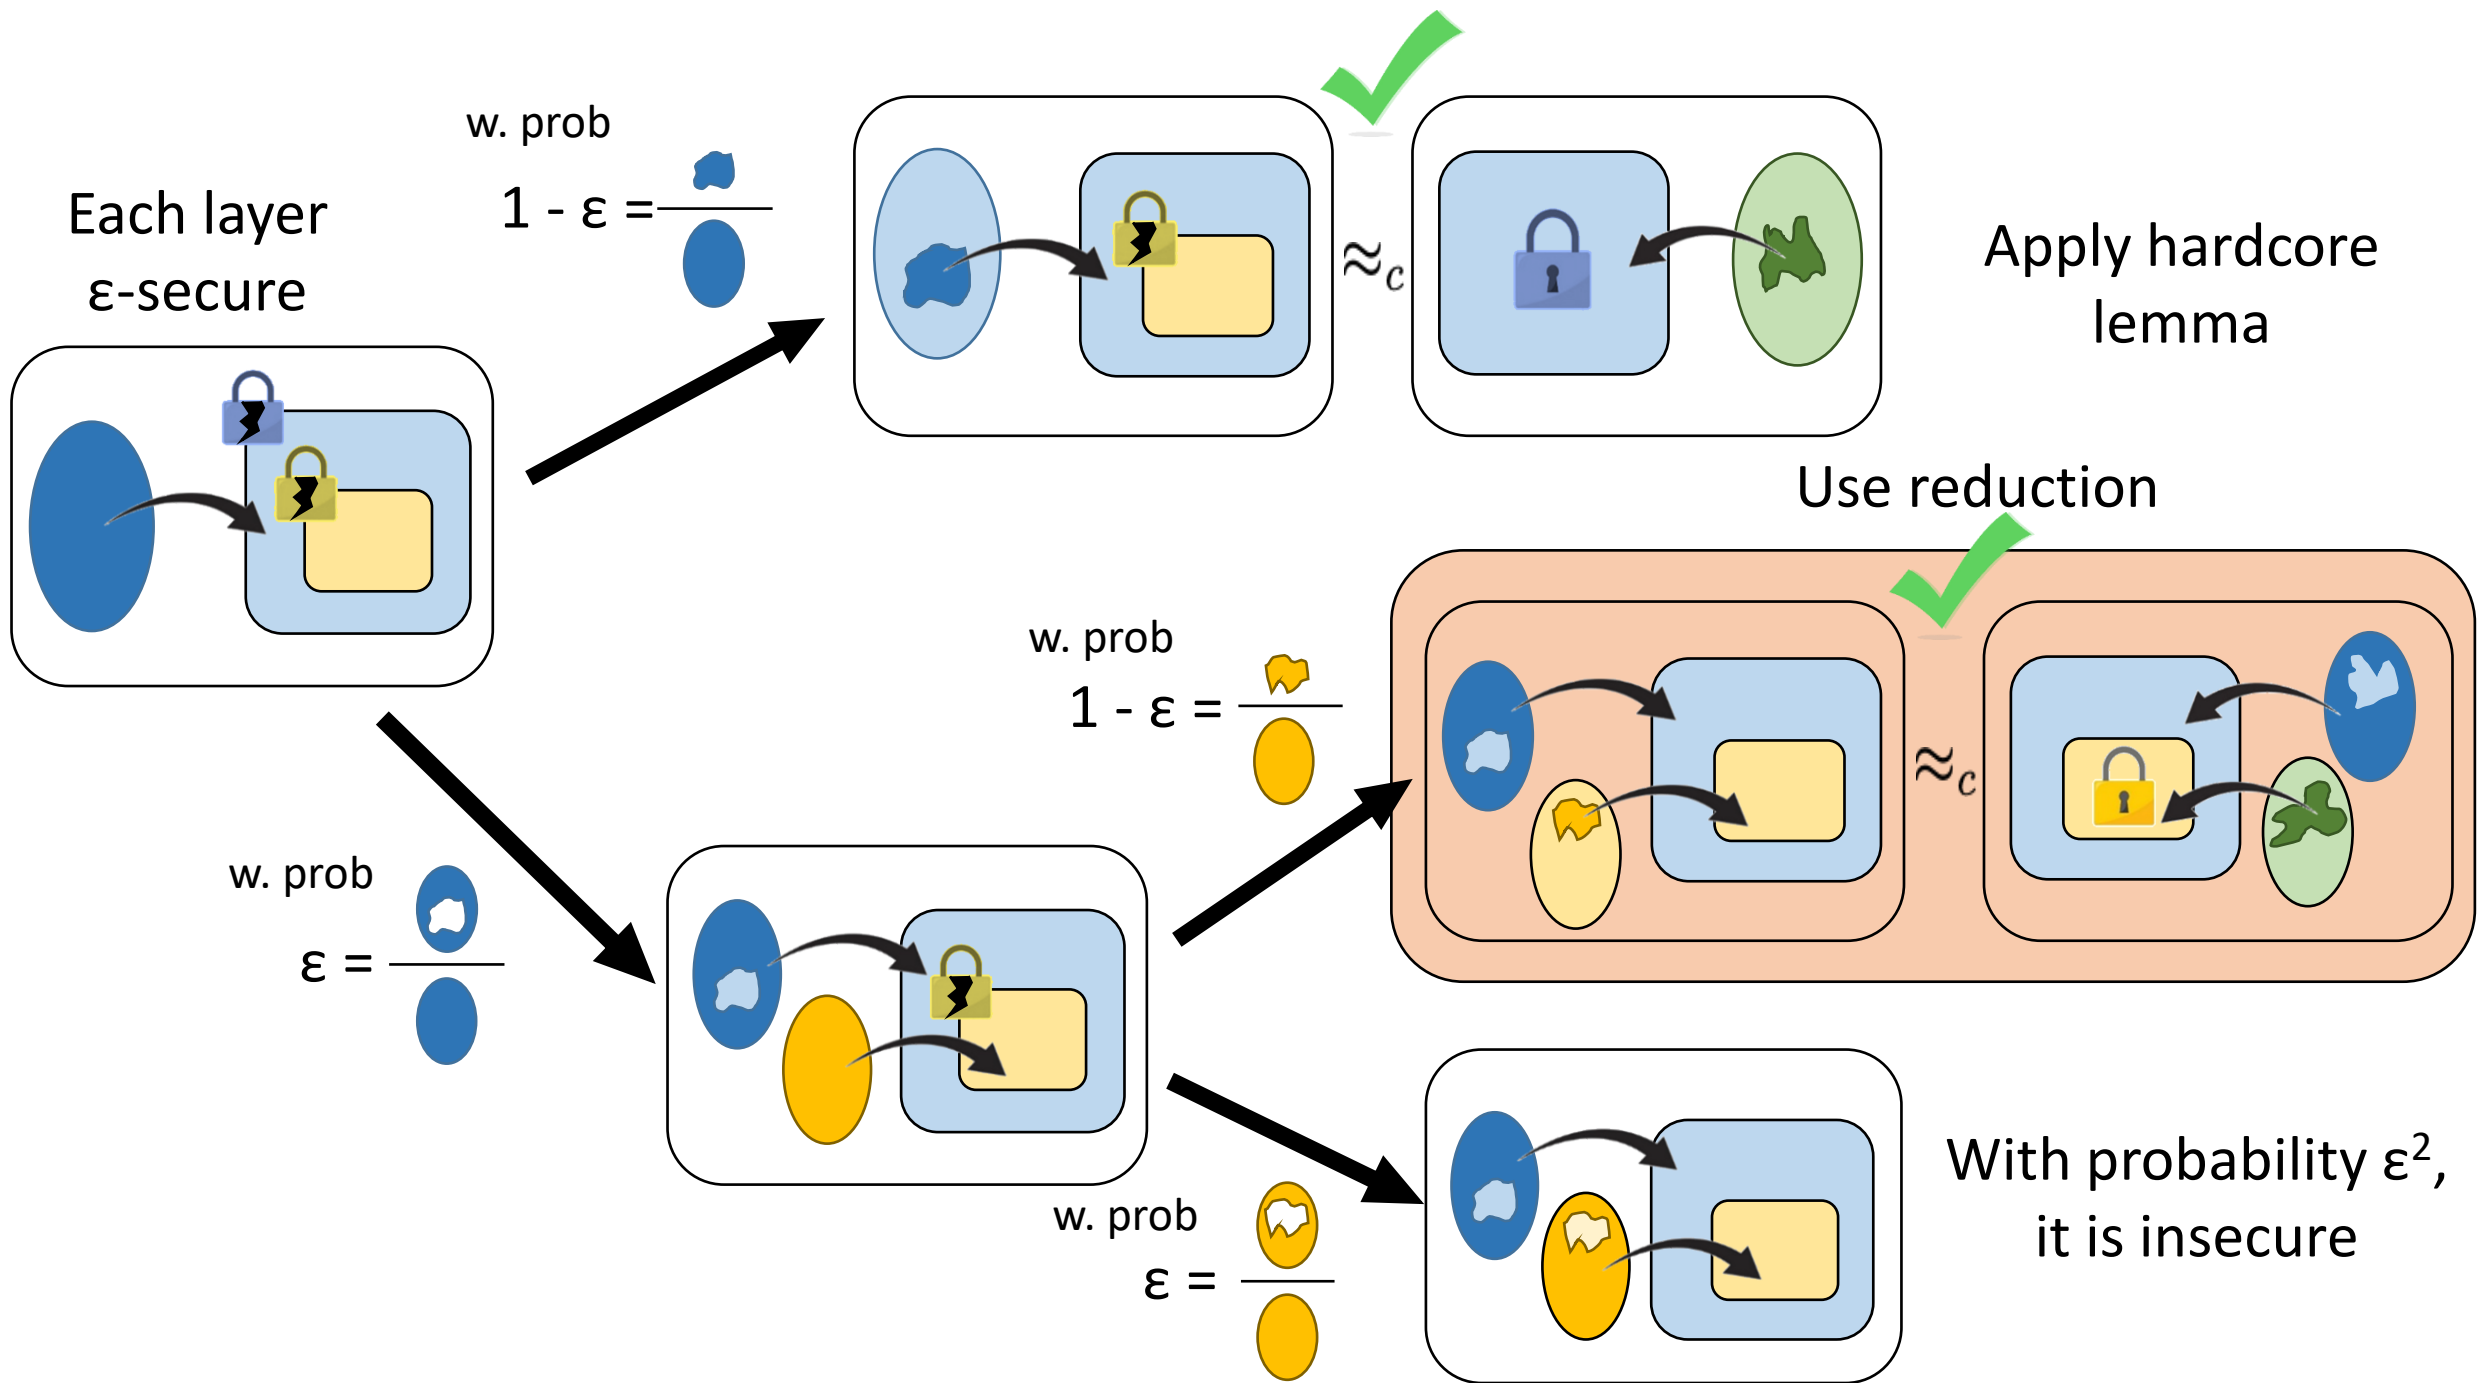 Each layer
ε-secure
w. prob
1 - ε =
≈c
Apply hardcore
lemma
Use reduction
w. prob
1 - ε =
≈c
w. prob
ε =
w. prob
ε =
With probability ε²,
it is insecure